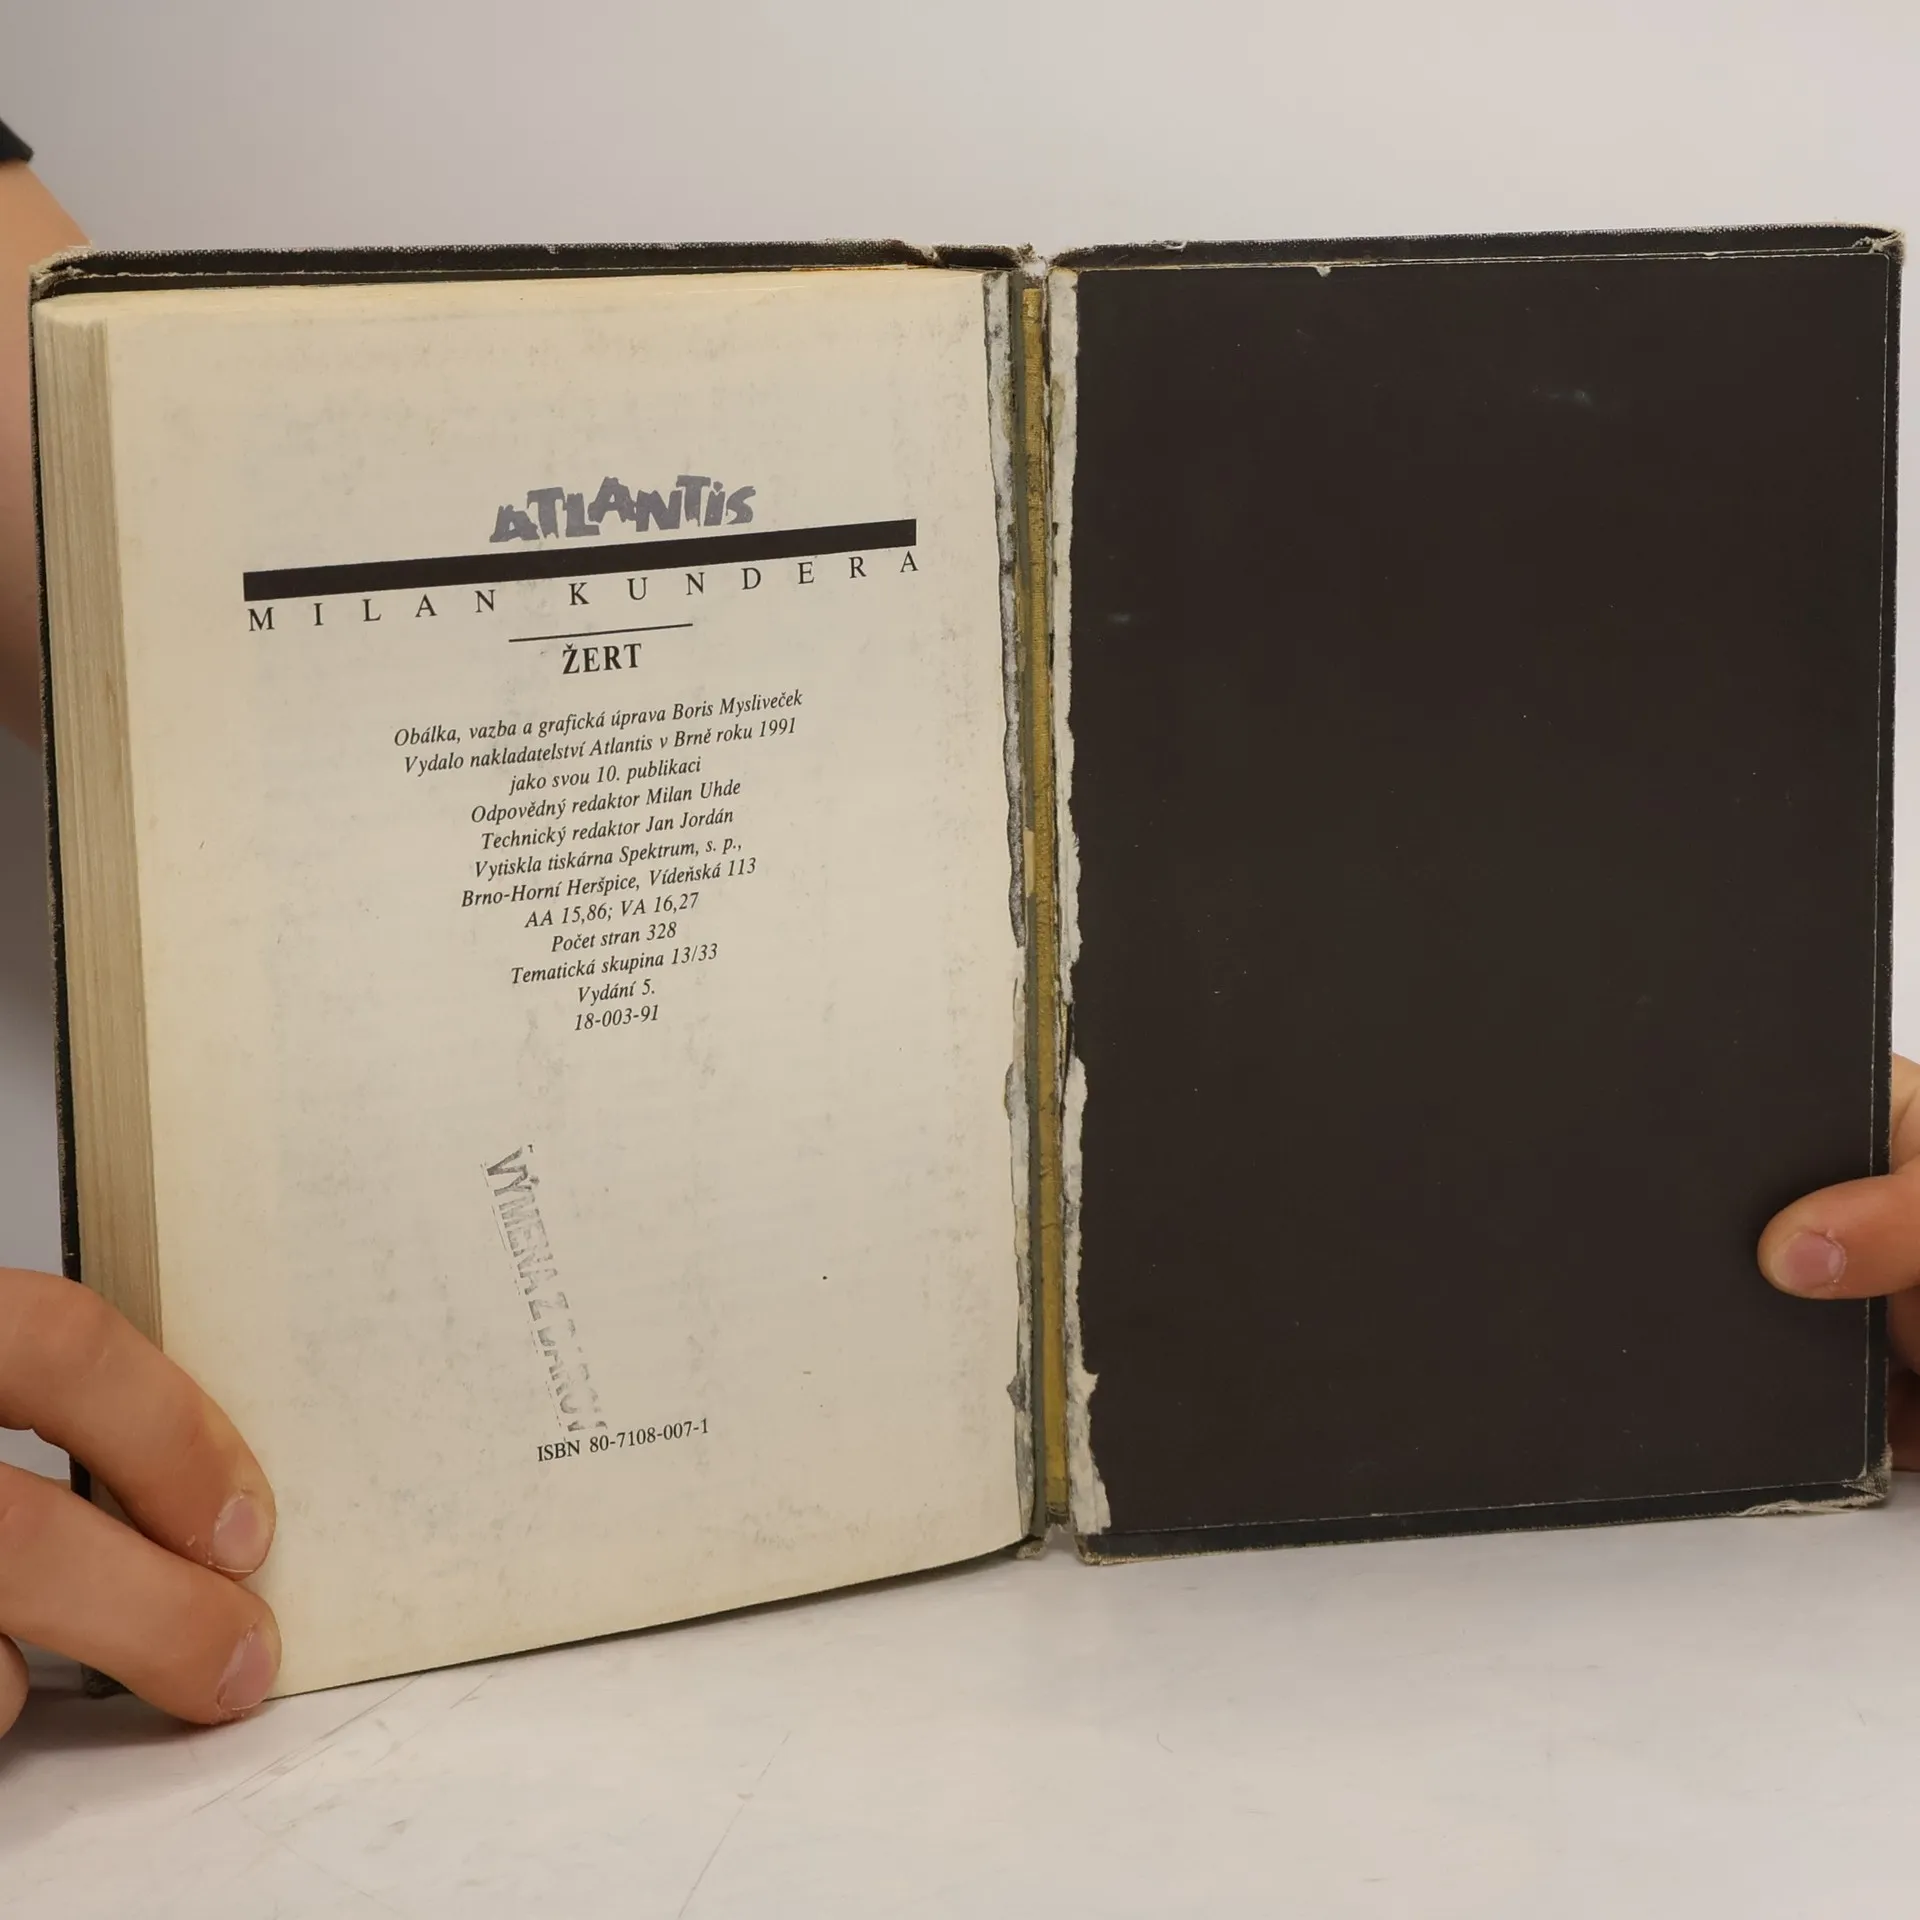 ATLANTIS
MILAN KUNDERA
ŽERT
Obálka, vazba a grafická úprava Boris Mysliveček
Vydalo nakladatelství Atlantis v Brně roku 1991
jako svou 10. publikaci
Odpovědný redaktor Milan Uhde
Technický redaktor Jan Jordán
Vytiskla tiskárna Spektrum, s. p.,
Brno-Horní Heršpice, Vídeňská 113
AA 15,86; VA 16,27
Počet stran 328
Tematická skupina 13/33
Vydání 5.
18-003-91
VÝMĚNA Z
ISBN 80-7108-007-1